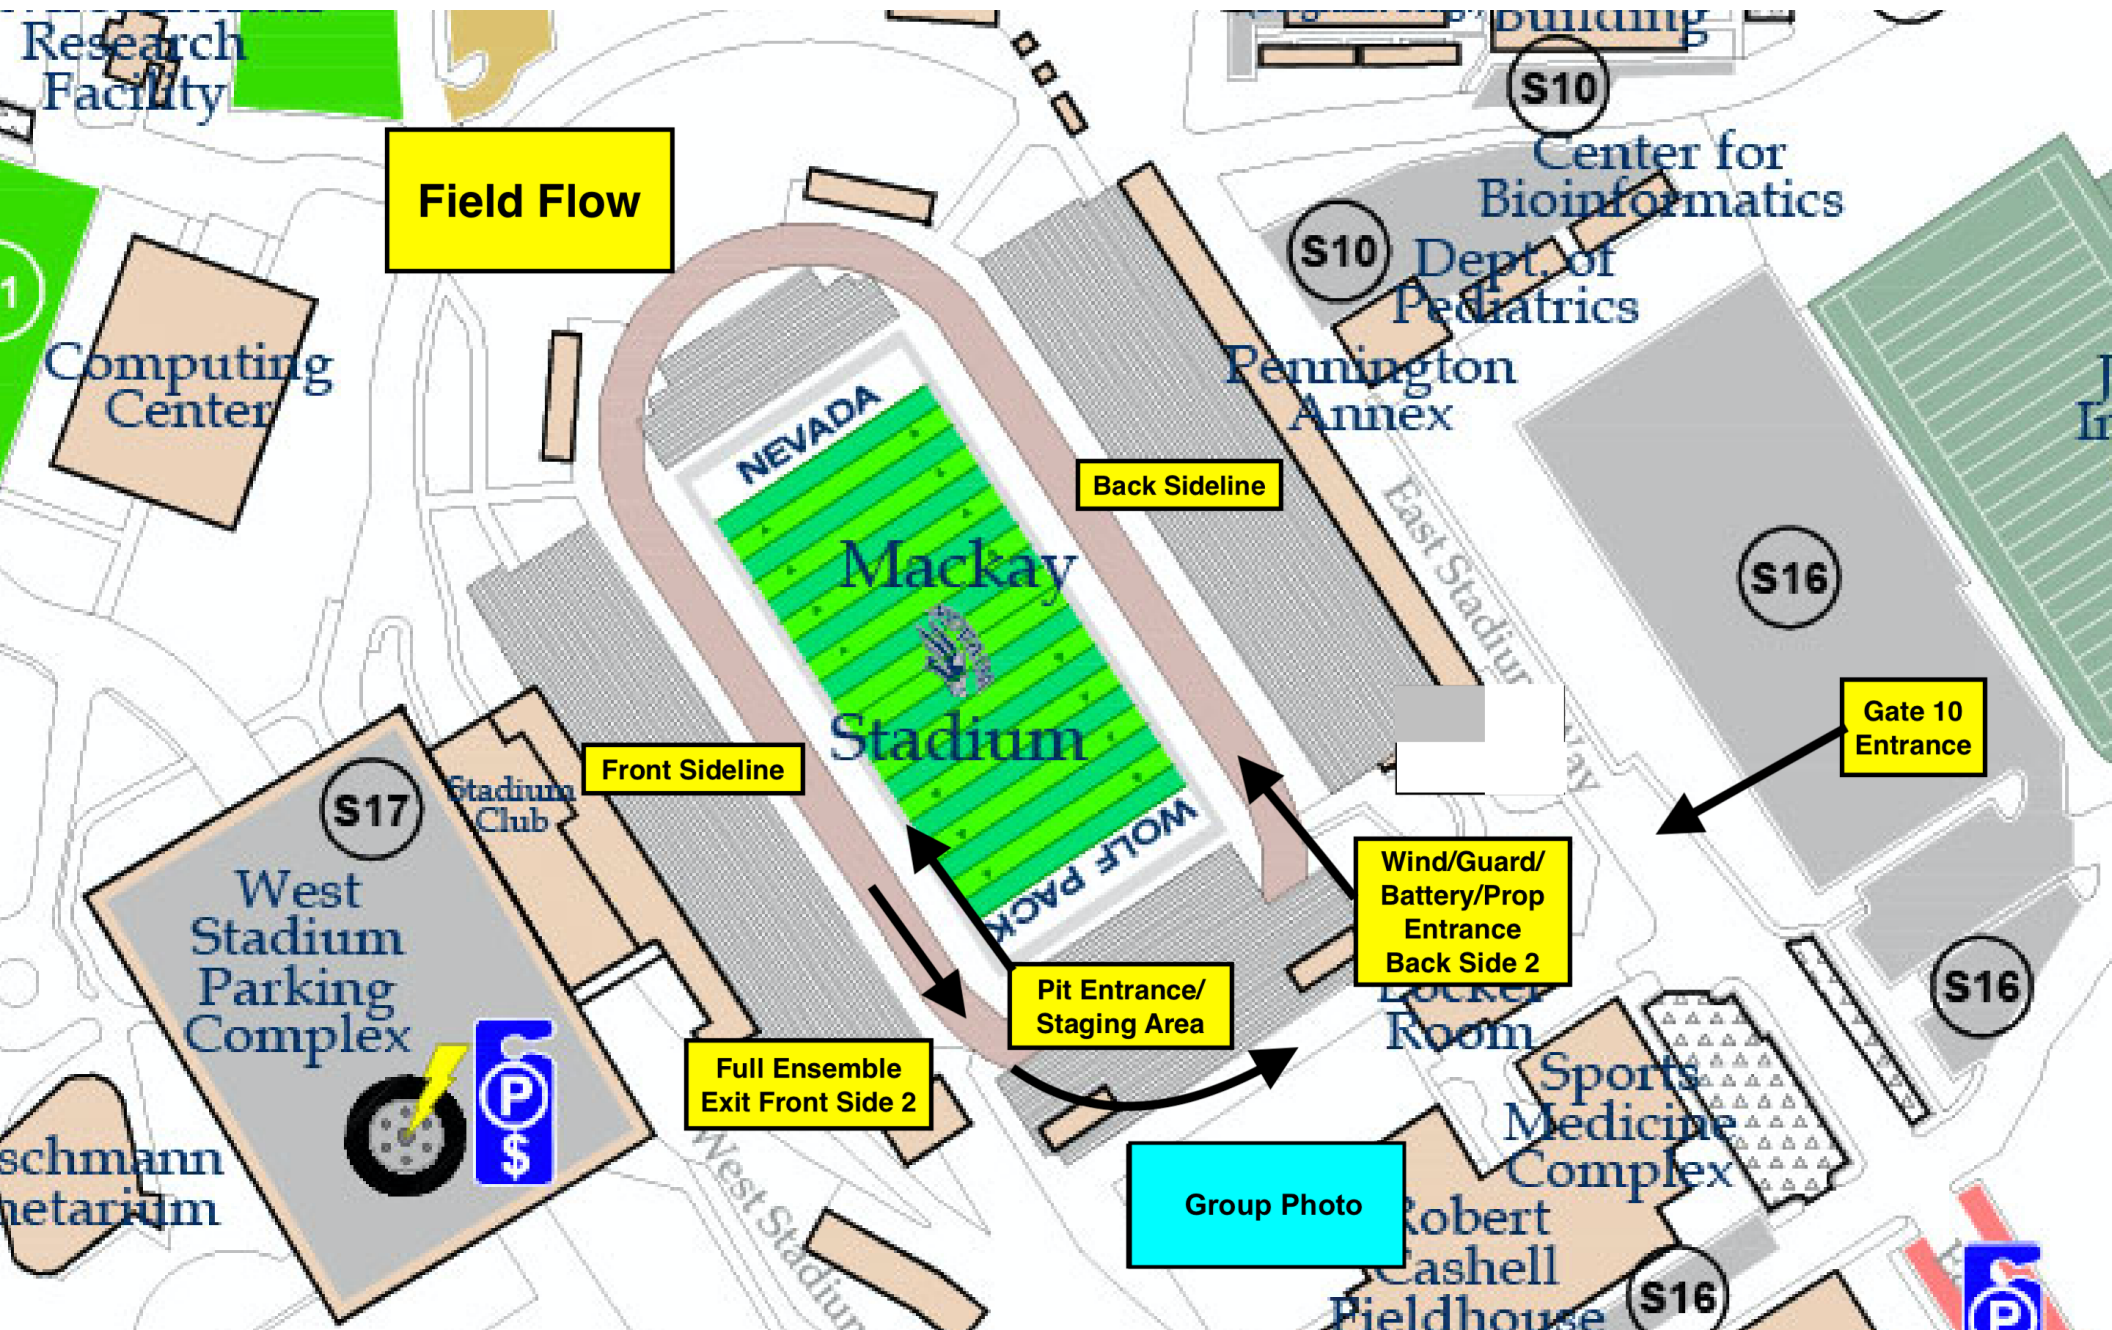 Research
Facility
Building
S10
Field Flow
Center for
Bioinformatics
S10
Dept. of
Pediatrics
1
Computing
Center
Pennington
Annex
NEVADA
Back Sideline
East Stadium Way
Mackay
Stadium
S16
Gate 10
Entrance
Front Sideline
S17
Stadium
Club
WOLF PACK
Wind/Guard/
Battery/Prop
Entrance
Back Side 2
West
Stadium
Parking
Complex
Pit Entrance/
Staging Area
Locker
Room
S16
Full Ensemble
Exit Front Side 2
P
$
Sports
Medicine
Complex
schmann
netarium
West Stadium
Group Photo
Robert
Cashell
Fieldhouse
S16
P